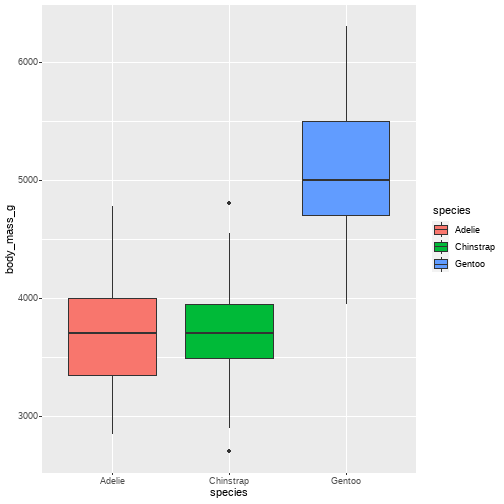 6000
5000
4000
3000
body_mass_g
Adelie
Chinstrap
Gentoo
species
species
Adelie
Chinstrap
Gentoo